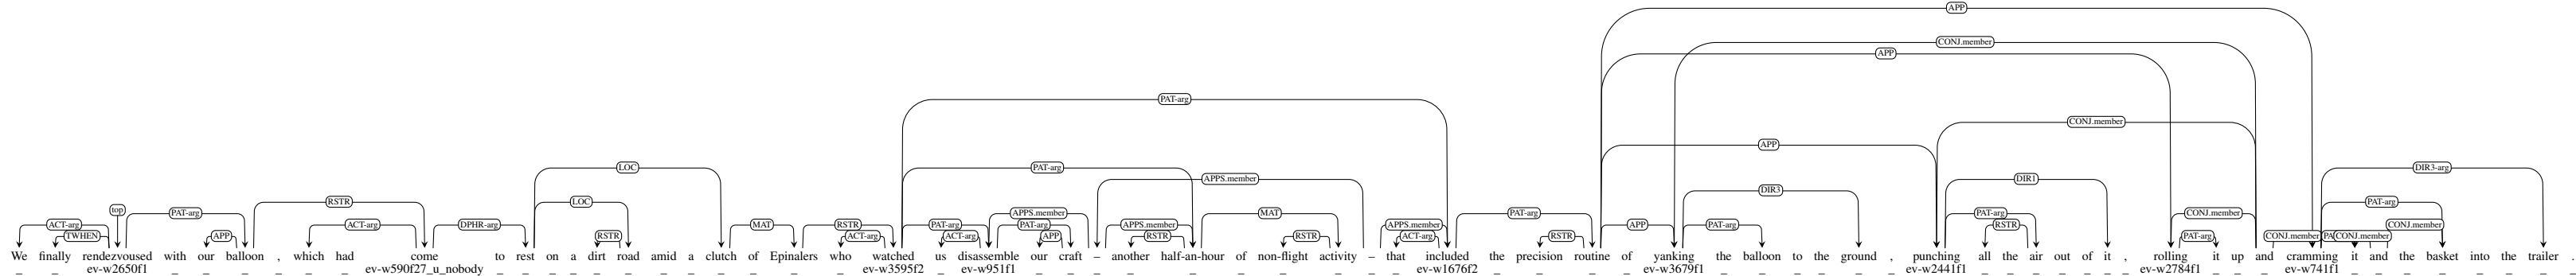 APP
CONJ.member
APP
PAT-arg
CONJ.member
APP
LOC PAT-arg DIR3-arg
APPS.member DIR1
DIR3
RSTR LOC PAT-arg
top PAT-arg APPS.member MAT PAT-arg CONJ.member
ACT-arg ACT-arg DPHR-arg MAT RSTR PAT-arg PAT-arg APPS.member APPS.member APP PAT-arg RSTR CONJ.member
TWHEN APP RSTR ACT-arg ACT-arg APP RSTR RSTR ACT-arg RSTR PAT-arg CONJ.member CONJ.member
We finally rendezvoused with our balloon , which had come to rest on a dirt road amid a clutch of Epinalers who watched us disassemble our craft – another half-an-hour of non-flight activity – that included the precision routine of yanking the balloon to the ground , punching all the air out of it , rolling it up and cramming it and the basket into the trailer
_ _ ev-w2650f1 _ _ _ _ _ _ ev-w590f27_u_nobody _ _ _ _ _ _ _ _ _ _ _ _ ev-w3595f2 _ ev-w951f1 _ _ _ _ _ _ _ _ _ _ ev-w1676f2 _ _ _ _ ev-w3679f1 _ _ _ _ _ _ ev-w2441f1 _ _ _ _ _ _ _ ev-w2784f1 _ _ _ ev-w741f1 _ _ _ _ _ _ _